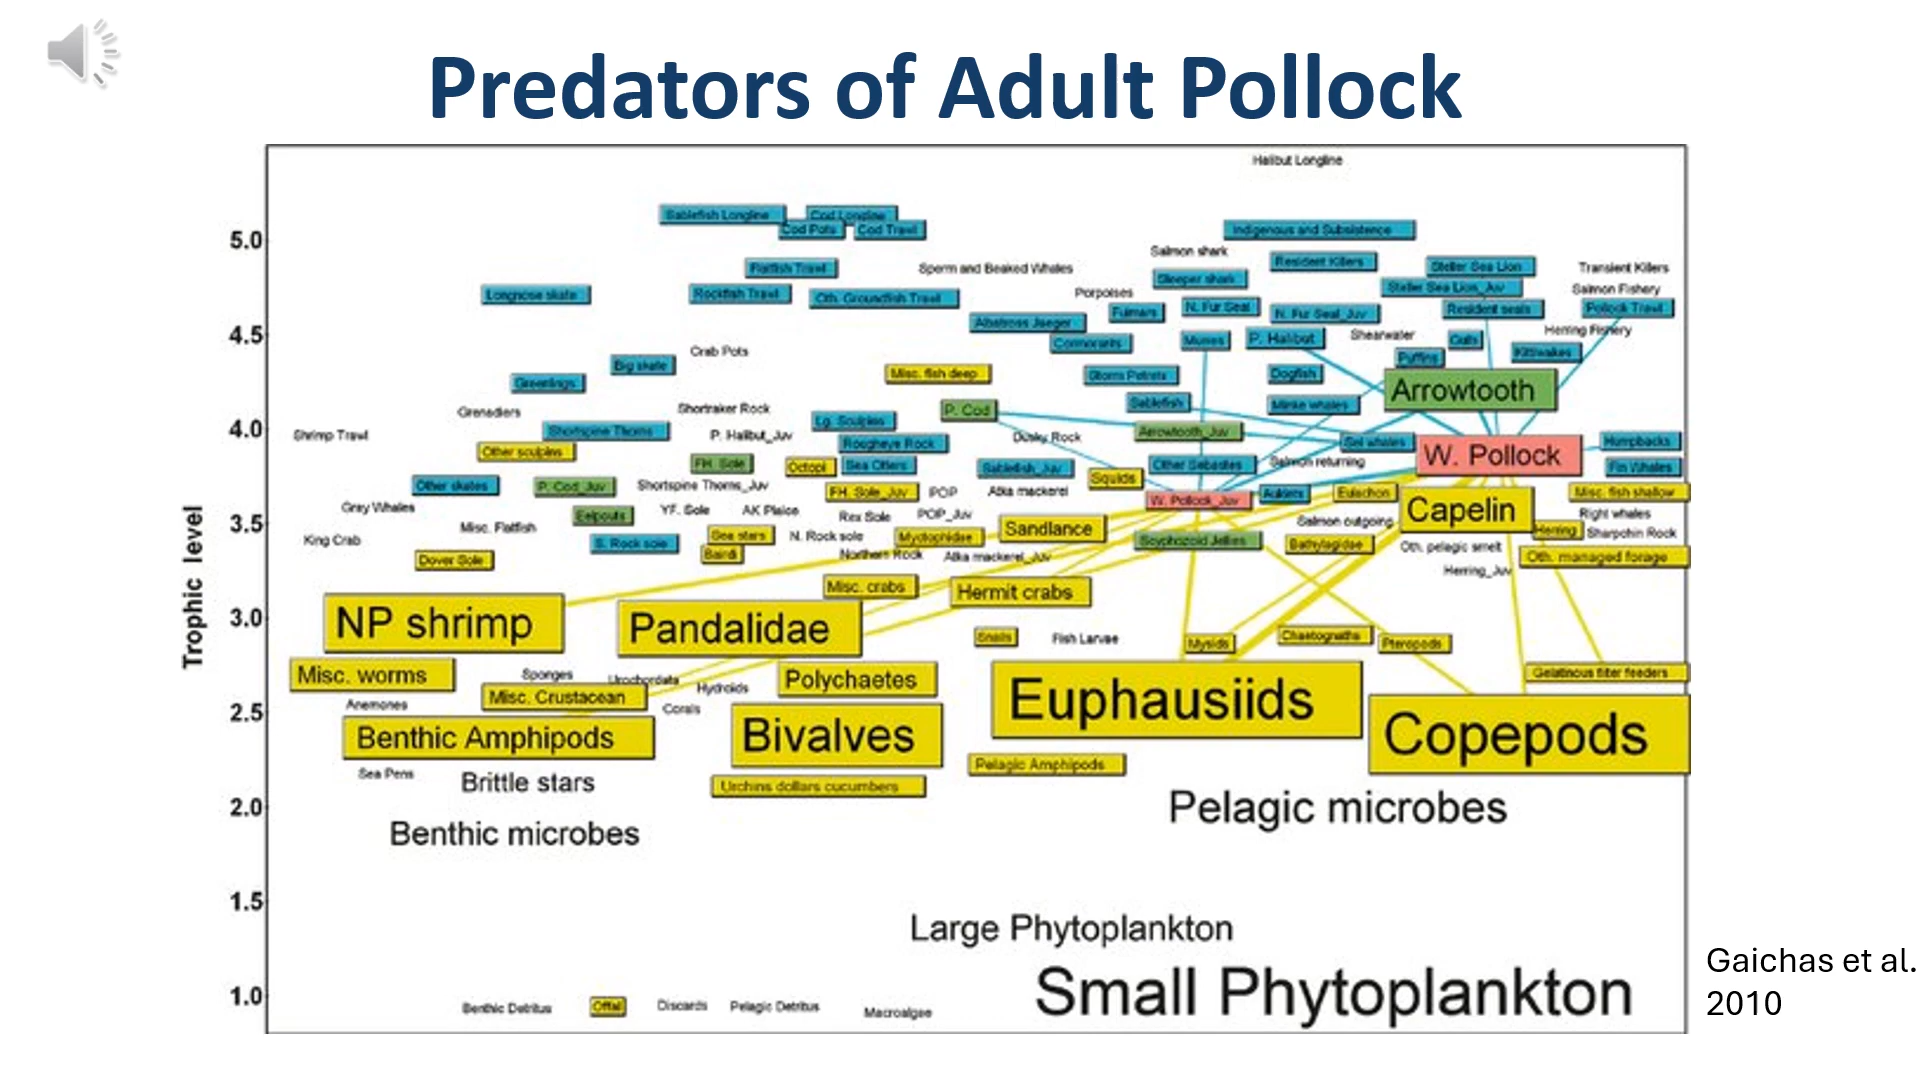 Predators of Adult Pollock
Halibut Longline
Sablefish Longline
Cod Longline
Cod Pots
Cod Trawl
Indigenous and Subsistence
5.0
Salmon shark
Resident Killers
Flatfish Trawl
Sperm and Beaked Whales
Steller Sea Lion
Transient Killers
Sleeper shark
Steller Sea Lion_Juv
Salmon Fishery
Longnose skate
Rockfish Trawl
Oth. Groundfish Trawl
Porpoises
Fulmars
N. Fur Seal
N. Fur Seal_Juv
Resident seals
Pollock Trawl
Albatross Jaeger
Herring Fishery
4.5
Cormorants
Murres
P. Halibut
Shearwater
Gulls
Kittiwakes
Puffins
Crab Pots
Big skate
Greenlings
Misc. fish deep
Storm Petrels
Dogfish
Arrowtooth
Grenadiers
Shortraker Rock
P. Cod
Sablefish
Minke whales
4.0
Shrimp Trawl
Shortspine Thorns
P. Halibut_Juv
Lg. Sculpins
Rougheye Rock
Dusky Rock
Arrowtooth_Juv
Sei whales
W. Pollock
Humpbacks
Other sculpins
FH. Sole
Octopi
Sea Otters
Sablefish_Juv
Other Sebastes
Salmon returning
Fin Whales
Other skates
P. Cod_Juv
Shortspine Thorns_Juv
FH. Sole_Juv
POP
Atka mackerel
Squids
W. Pollock_Juv
Auklets
Eulachon
Capelin
Misc. fish shallow
Gray Whales
Eelpouts
YF. Sole
AK Plaice
Rex Sole
POP_Juv
Sandlance
Salmon outgoing
Right whales
3.5
King Crab
Misc. Flatfish
S. Rock sole
Sea stars
Bairdi
N. Rock sole
Myctophidae
Scyphozoid Jellies
Bathylagidae
Herring
Sharpchin Rock
Dover Sole
Northern Rock
Atka mackerel_Juv
Oth. pelagic smelt
Oth. managed forage
Herring_Juv
Misc. crabs
Hermit crabs
Trophic level
3.0
NP shrimp
Pandalidae
Snails
Fish Larvae
Mysids
Chaetognaths
Pteropods
Misc. worms
Sponges
Urochordata
Hydroids
Polychaetes
Gelatinous filter feeders
Misc. Crustacean
Anemones
Corals
Euphausiids
2.5
Benthic Amphipods
Bivalves
Copepods
Sea Pens
Brittle stars
Urchins dollars cucumbers
Pelagic Amphipods
2.0
Benthic microbes
Pelagic microbes
1.5
Large Phytoplankton
1.0
Benthic Detritus
Offal
Discards
Pelagic Detritus
Macroalgae
Small Phytoplankton
Gaichas et al.
2010